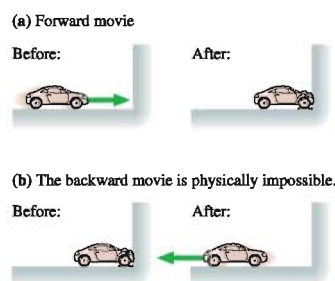 (a) Forward movie
Before: After:
(b) The backward movie is physically impossible.
Before: After: